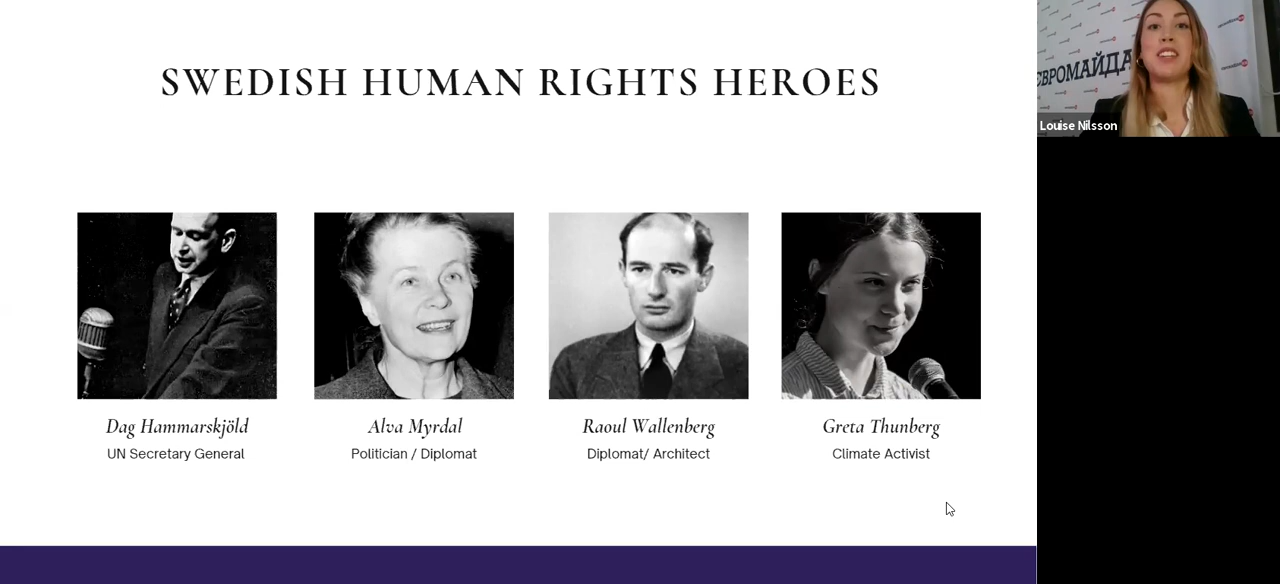 SWEDISH HUMAN RIGHTS HEROES
Dag Hammarskjöld
UN Secretary General
Alva Myrdal
Politician / Diplomat
Raoul Wallenberg
Diplomat/ Architect
Greta Thunberg
Climate Activist
ЄВРОМАЙДА
Louise Nilsson